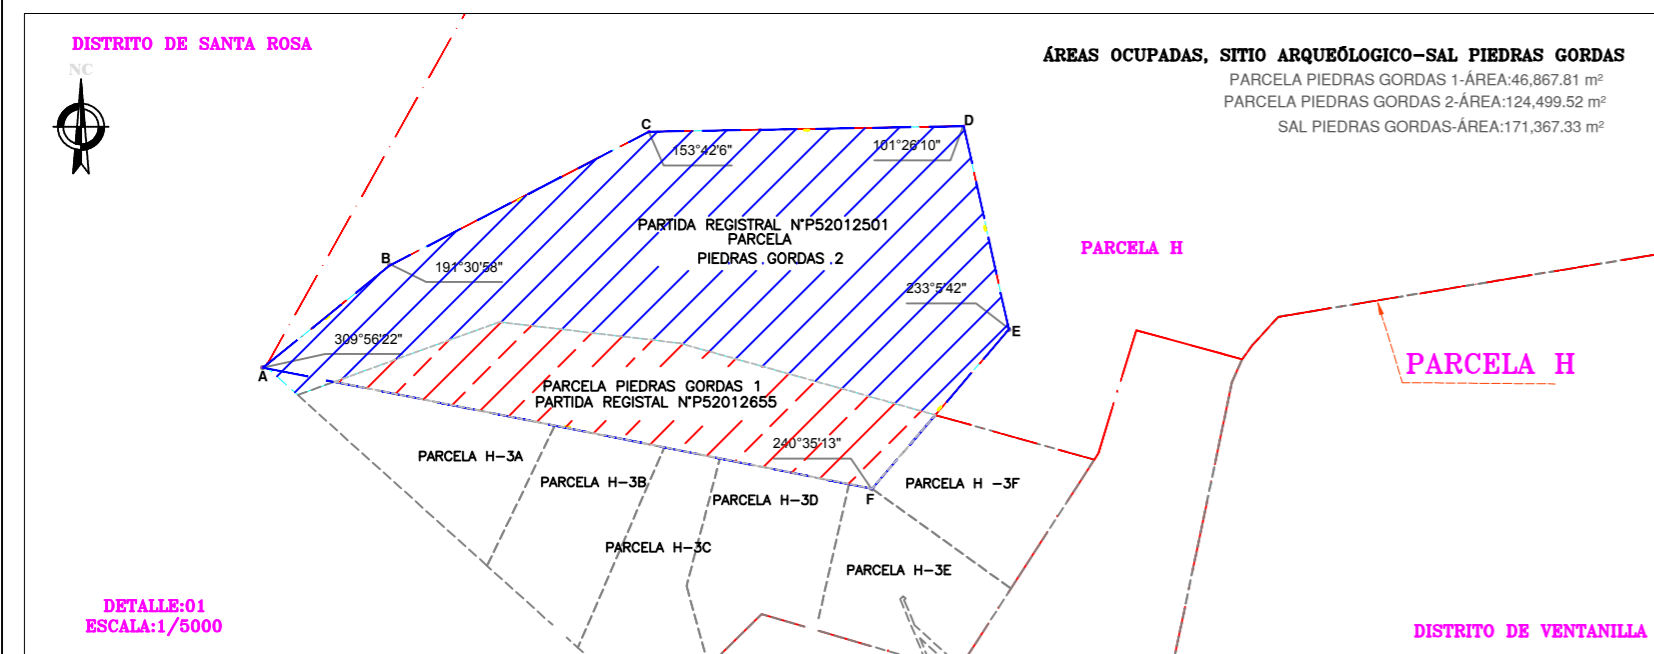 DISTRITO DE SANTA ROSA
NC
ÁREAS OCUPADAS, SITIO ARQUEÓLOGICO-SAL PIEDRAS GORDAS
PARCELA PIEDRAS GORDAS 1-ÁREA:46,867.81 m²
PARCELA PIEDRAS GORDAS 2-ÁREA:124,499.52 m²
SAL PIEDRAS GORDAS-ÁREA:171,367.33 m²
C
D
153°42'6"
101°26'10"
PARTIDA REGISTRAL N°P52012501
PARCELA
PIEDRAS GORDAS 2
B
191°30'58"
PARCELA H
233°5'42"
E
309°56'22"
A
PARCELA H
PARCELA PIEDRAS GORDAS 1
PARTIDA REGISTAL N°P52012655
240°35'13"
F
PARCELA H-3A
PARCELA H-3B
PARCELA H-3D
PARCELA H -3F
PARCELA H-3C
PARCELA H-3E
DETALLE:01
ESCALA:1/5000
DISTRITO DE VENTANILLA